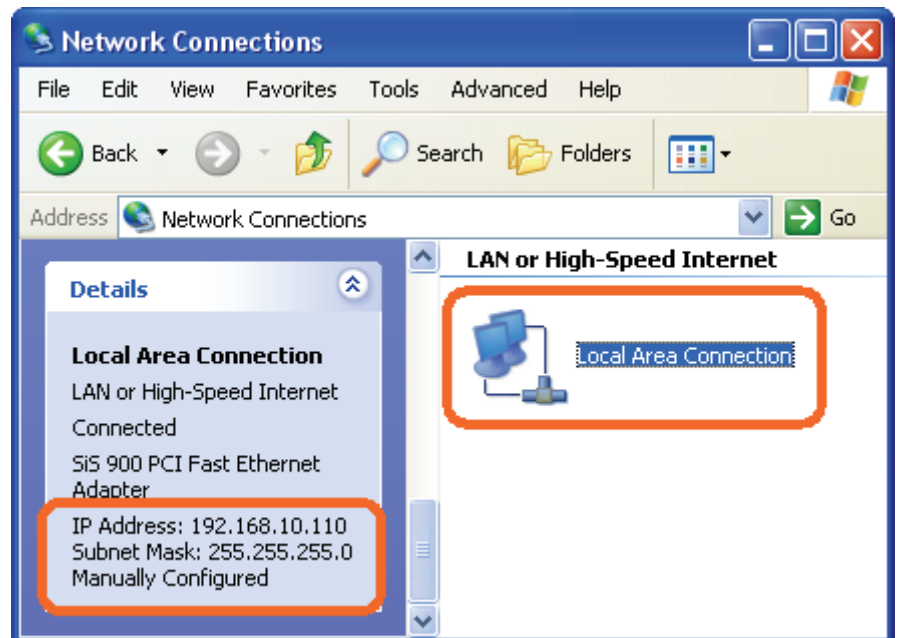 Network Connections
File Edit View Favorites Tools Advanced Help
Back Search Folders
Address Network Connections Go
Details
Local Area Connection
LAN or High-Speed Internet
Connected
SiS 900 PCI Fast Ethernet
Adapter
IP Address: 192.168.10.110
Subnet Mask: 255.255.255.0
Manually Configured
LAN or High-Speed Internet
Local Area Connection